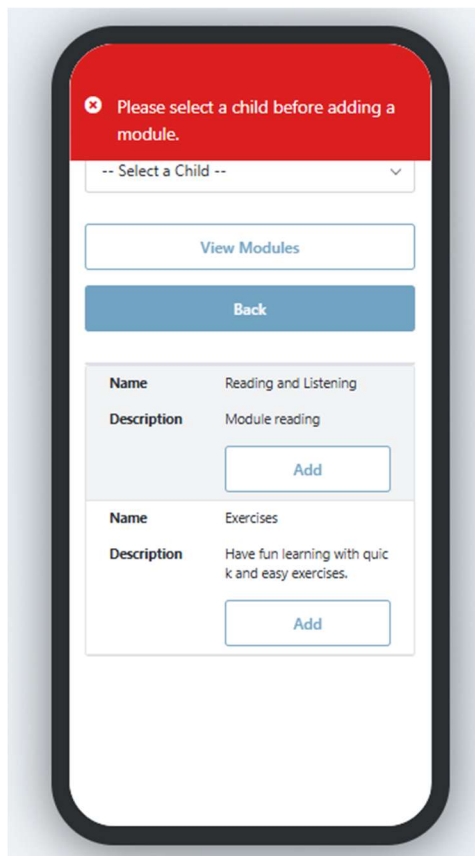 Please select a child before adding a
module.
-- Select a Child --
View Modules
Back
Name Reading and Listening
Description Module reading
Add
Name Exercises
Description Have fun learning with quic
k and easy exercises.
Add